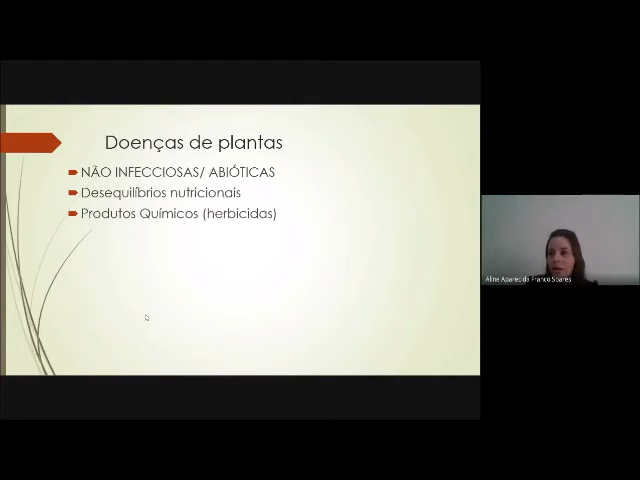 Doenças de plantas
NÃO INFECCIOSAS/ ABIÓTICAS
Desequilíbrios nutricionais
Produtos Químicos (herbicidas)
Aline Aparecida Franco Soares